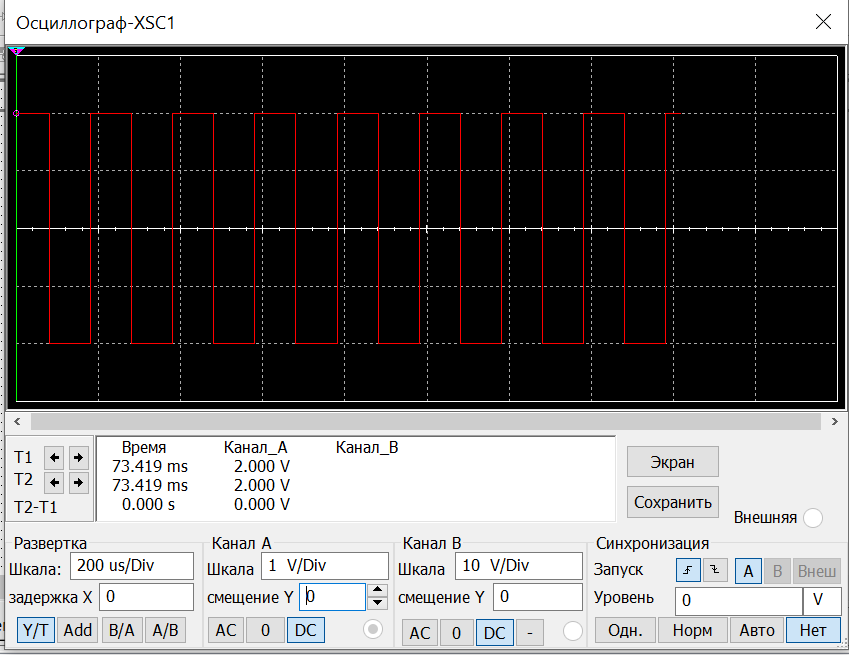 Осциллограф-XSC1
Время Канал_A Канал_B
T1 73.419 ms 2.000 V
T2 73.419 ms 2.000 V
T2-T1 0.000 s 0.000 V
Экран
Сохранить
Внешняя
Развертка
Шкала: 200 us/Div
задержка X 0
Y/T Add B/A A/B
Канал A
Шкала 1 V/Div
смещение Y 0
AC 0 DC
Канал B
Шкала 10 V/Div
смещение Y 0
AC 0 DC -
Синхронизация
Запуск A B Внеш
Уровень 0 V
Одн. Норм Авто Нет